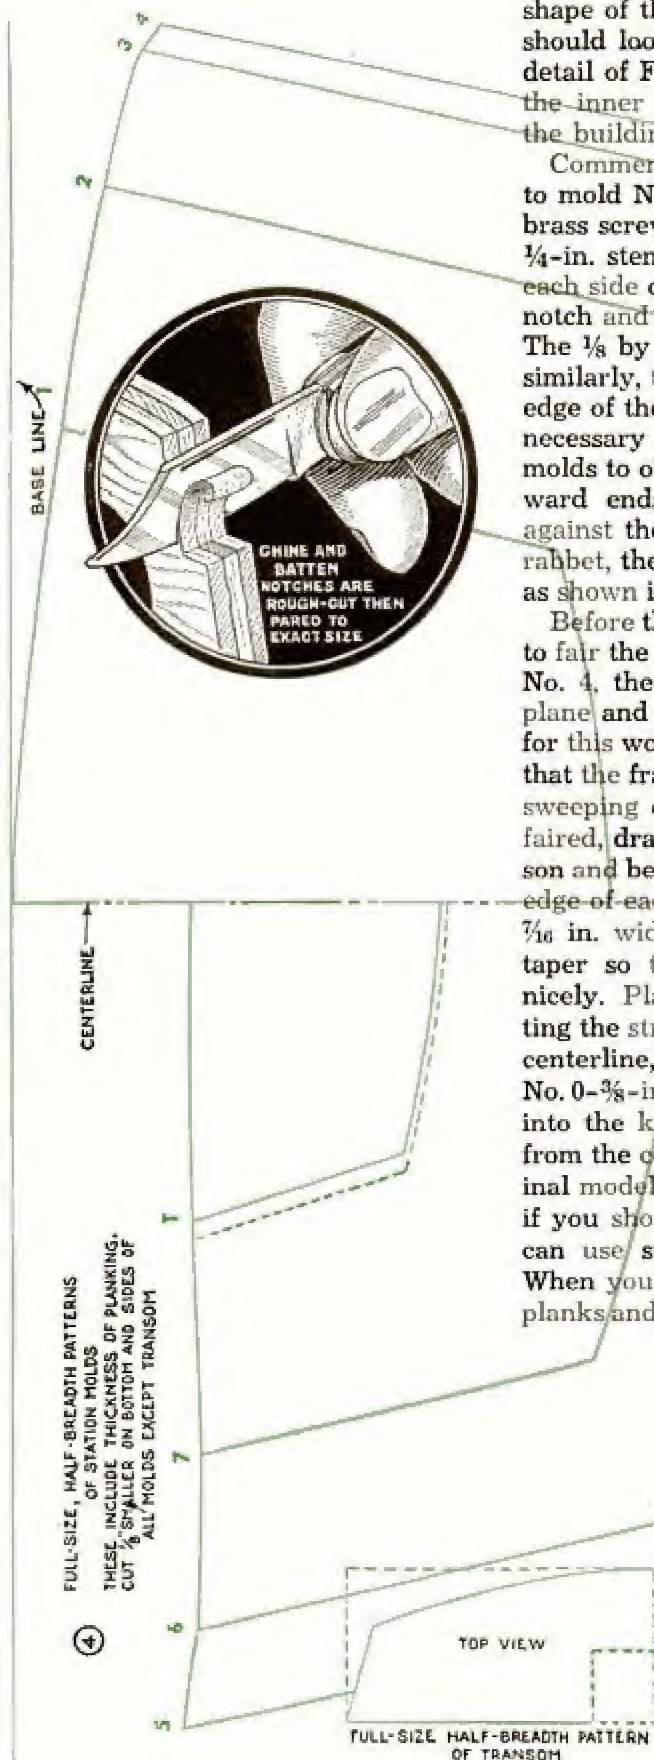 4
3
2
1
BASE LINE
CHINE AND
BATTEN
NOTCHES ARE
ROUGH-CUT THEN
PARED TO
EXACT SIZE
CENTERLINE
T
7
6
5
4 FULL-SIZE, HALF-BREADTH PATTERNS
OF STATION MOLDS
THESE INCLUDE THICKNESS OF PLANKING.
CUT ⅛" SMALLER ON BOTTOM AND SIDES OF
ALL MOLDS EXCEPT TRANSOM
TOP VIEW
FULL-SIZE HALF-BREADTH PATTERN
OF TRANSOM
shape of th
should loo
detail of F
the inner
the buildin
Commen
to mold N
brass screw
¼-in. stem
each side o
notch and
The ⅛ by
similarly,
edge of the
necessary
molds to o
ward end
against the
rabbet, the
as shown i
Before th
to fair the
No. 4, the
plane and
for this wo
that the fra
sweeping
faired, dra
son and be
edge of ea
7/16 in. wid
taper so t
nicely. Pla
ting the str
centerline,
No. 0-⅜-in
into the k
from the o
inal model
if you sho
can use s
When you
planks and